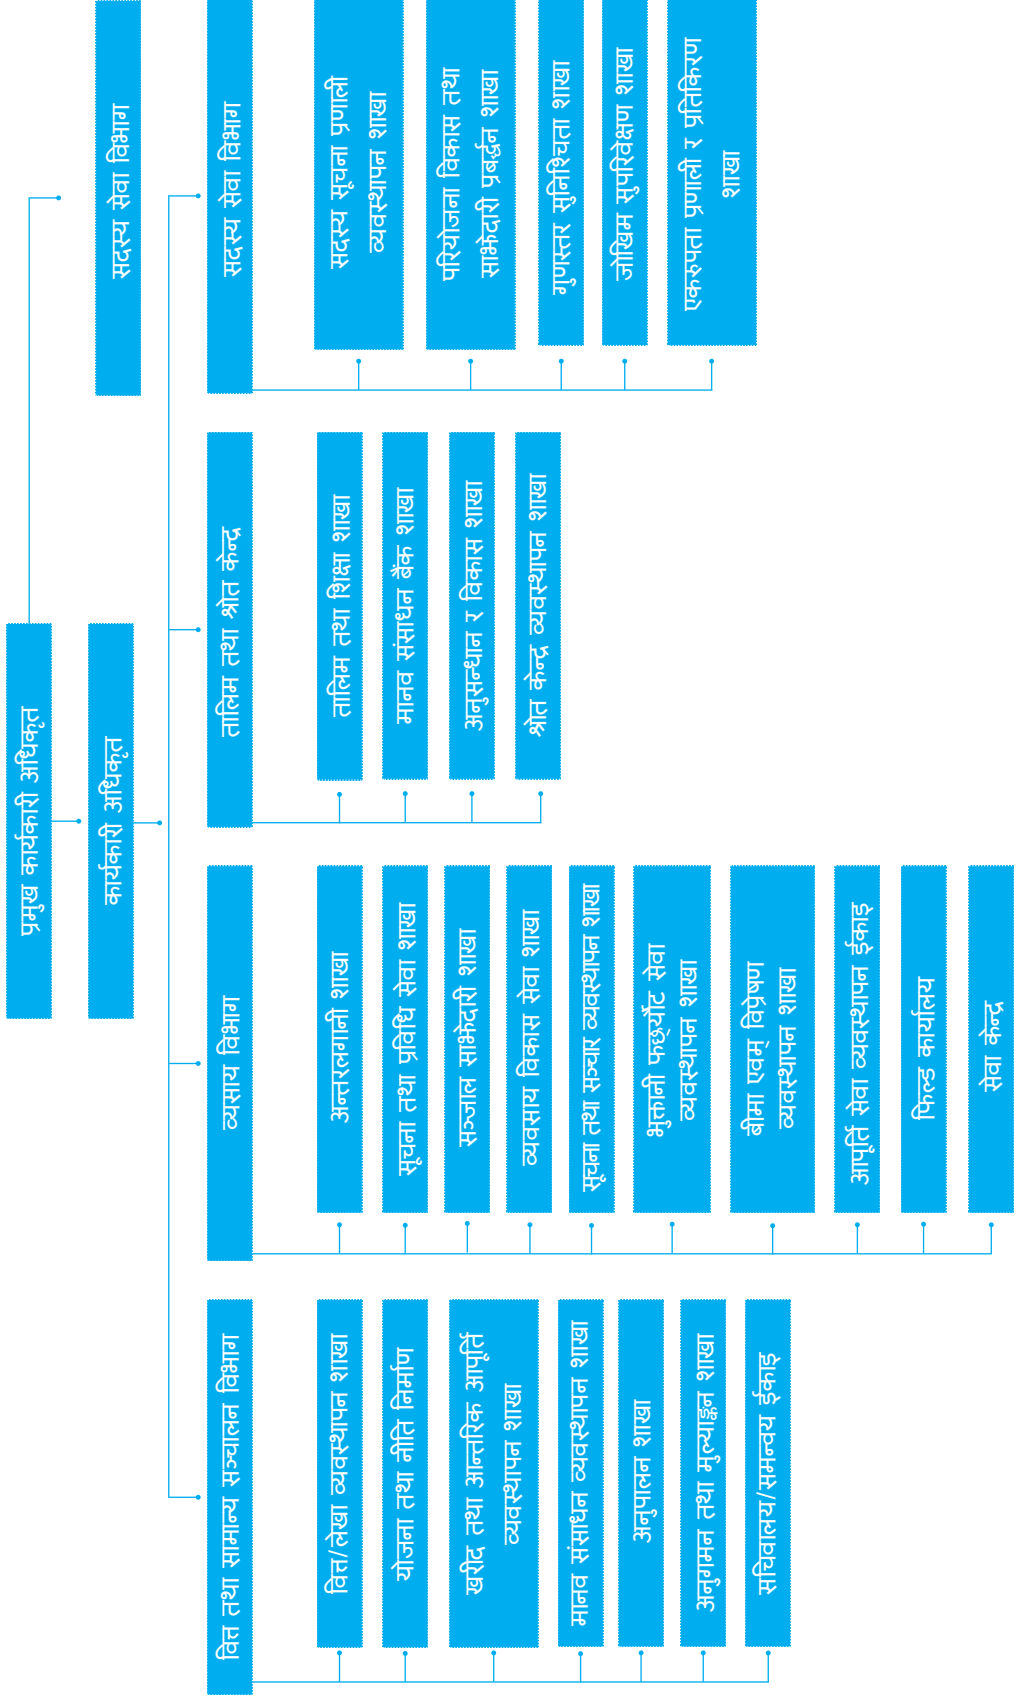 प्रमुख कार्यकारी अधिकृत
सदस्य सेवा विभाग
कार्यकारी अधिकृत
वित्त तथा सामान्य सञ्चालन विभाग
वित्त/लेखा व्यवस्थापन शाखा
योजना तथा नीति निर्माण
खरीद तथा आन्तरिक आपूर्ति
व्यवस्थापन शाखा
मानव संसाधन व्यवस्थापन शाखा
अनुपालन शाखा
अनुगमन तथा मुल्याङ्कन शाखा
सचिवालय/समन्वय ईकाइ
व्यसाय विभाग
अन्तरलगानी शाखा
सूचना तथा प्रविधि सेवा शाखा
सञ्जाल साझेदारी शाखा
व्यवसाय विकास सेवा शाखा
सूचना तथा सञ्चार व्यवस्थापन शाखा
भुक्तानी फर्छ्यौट सेवा
व्यवस्थापन शाखा
बीमा एवम् विप्रेषण
व्यवस्थापन शाखा
आपूर्ति सेवा व्यवस्थापन ईकाइ
फिल्ड कार्यालय
सेवा केन्द्र
तालिम तथा श्रोत केन्द्र
तालिम तथा शिक्षा शाखा
मानव संसाधन बैंक शाखा
अनुसन्धान र विकास शाखा
श्रोत केन्द्र व्यवस्थापन शाखा
सदस्य सेवा विभाग
सदस्य सूचना प्रणाली
व्यवस्थापन शाखा
परियोजना विकास तथा
साझेदारी प्रबर्द्धन शाखा
गुणस्तर सुनिश्चिता शाखा
जोखिम सुपरिवेक्षण शाखा
एकरुपता प्रणाली र प्रतिकिरण
शाखा